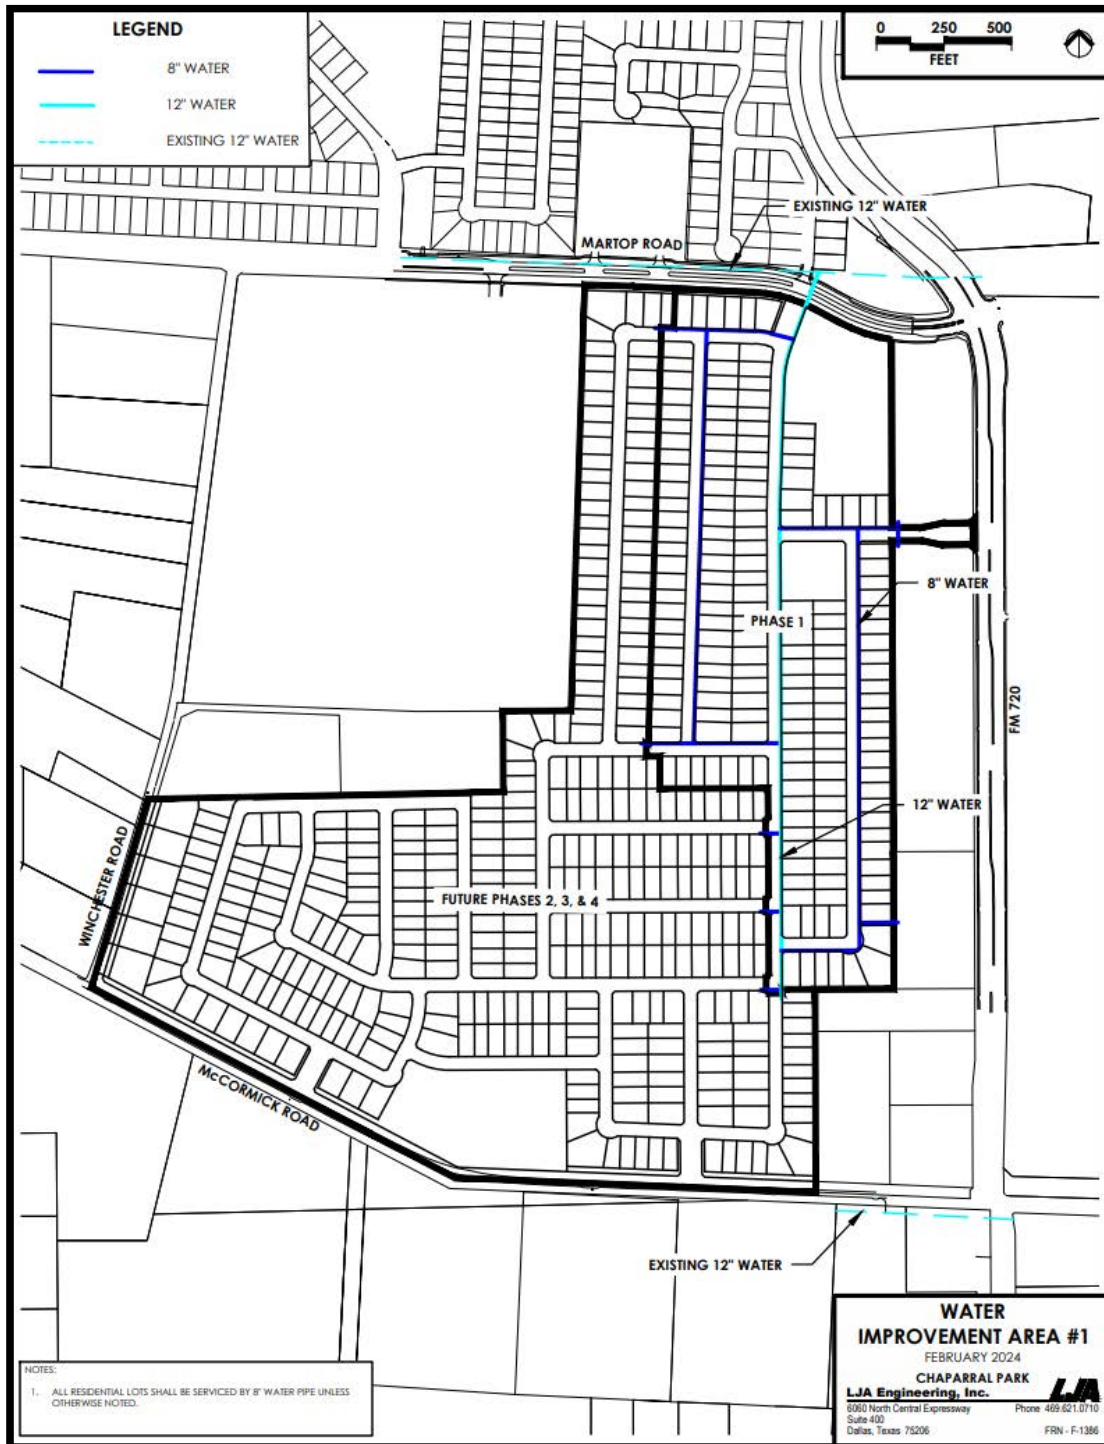 LEGEND
8" WATER
12" WATER
EXISTING 12" WATER
0 250 500
FEET
EXISTING 12" WATER
MARTOP ROAD
8" WATER
PHASE 1
FM 720
12" WATER
WINCHESTER ROAD
FUTURE PHASES 2, 3, & 4
McCORMICK ROAD
EXISTING 12" WATER
NOTES:
1. ALL RESIDENTIAL LOTS SHALL BE SERVICED BY 8" WATER PIPE UNLESS
OTHERWISE NOTED.
WATER
IMPROVEMENT AREA #1
FEBRUARY 2024
CHAPARRAL PARK
LJA Engineering, Inc.
LJA
6060 North Central Expressway Phone 469.621.0710
Suite 400
Dallas, Texas 75206 FRN - F-1386